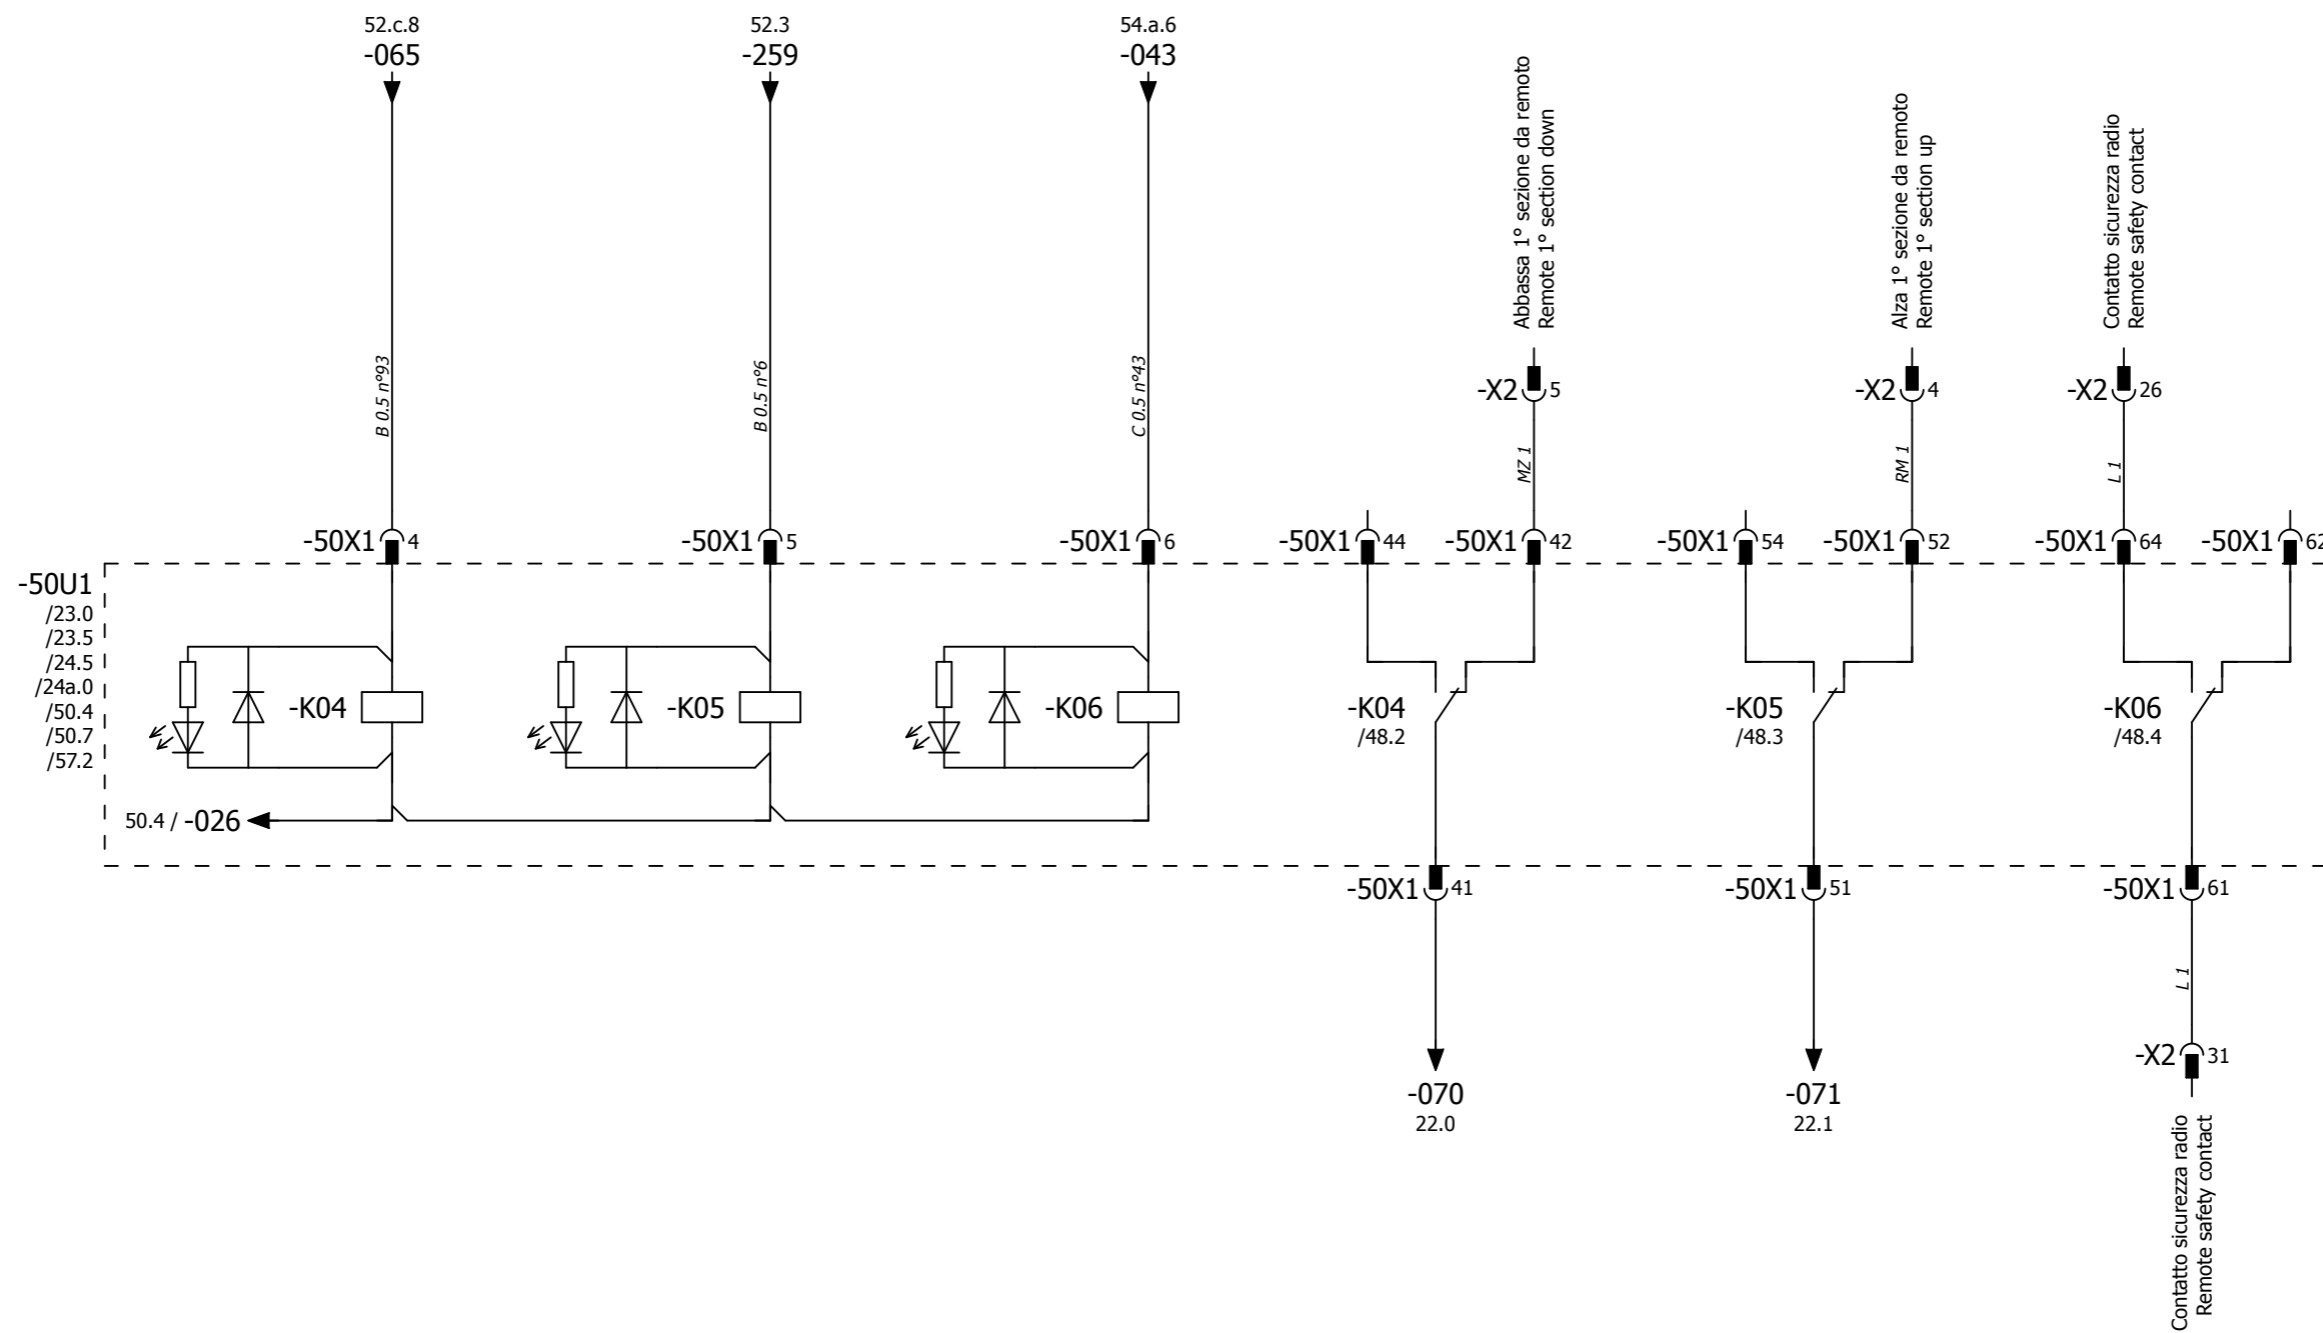 52.c.8
-065
52.3
-259
54.a.6
-043
Abbassa 1° sezione da remoto
Remote 1° section down
Alza 1° sezione da remoto
Remote 1° section up
Contatto sicurezza radio
Remote safety contact
B 0.5 n°93
B 0.5 n°6
C 0.5 n°43
-X2 5
-X2 4
-X2 26
MZ 1
RM 1
L 1
-50X1 4
-50X1 5
-50X1 6
-50X1 44
-50X1 42
-50X1 54
-50X1 52
-50X1 64
-50X1 62
-50U1
/23.0
/23.5
/24.5
/24a.0
/50.4
/50.7
/57.2
-K04
-K05
-K06
-K04
/48.2
-K05
/48.3
-K06
/48.4
50.4 / -026
-50X1 41
-50X1 51
-50X1 61
L 1
-X2 31
-070
22.0
-071
22.1
Contatto sicurezza radio
Remote safety contact